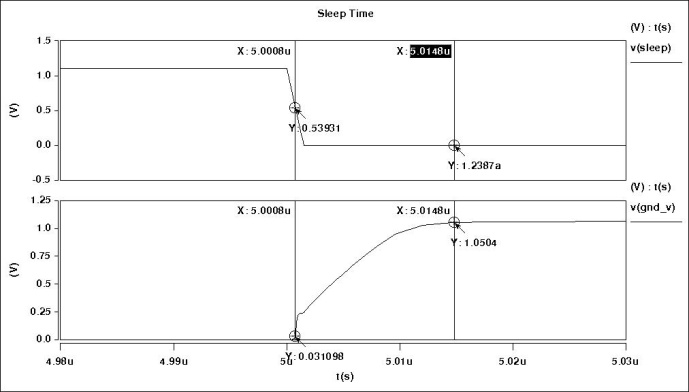 Sleep Time
(V) : t(s)
v(sleep)
1.5
X : 5.0008u
X : 5.0148u
1.0
0.5
(V)
Y : 0.53931
0.0
Y : 1.2387a
-0.5
(V) : t(s)
v(gnd_v)
1.25
X : 5.0008u
X : 5.0148u
1.0
Y : 1.0504
0.75
(V)
0.5
0.25
0.0
Y : 0.031098
4.98u
4.99u
5u
5.01u
5.02u
5.03u
t(s)